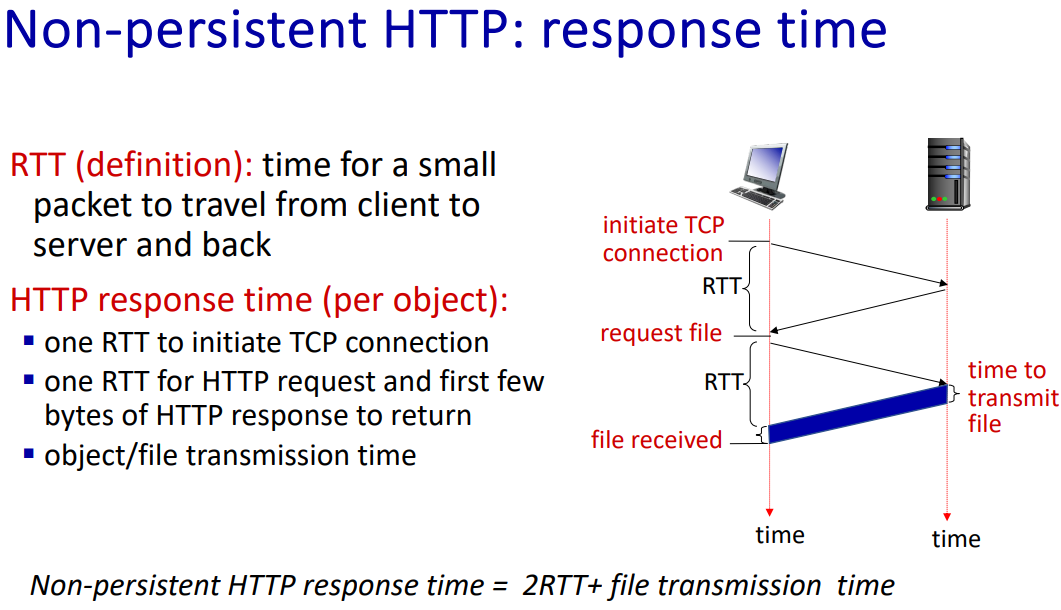 Non-persistent HTTP: response time
RTT (definition): time for a small
packet to travel from client to
server and back
HTTP response time (per object):
▪ one RTT to initiate TCP connection
▪ one RTT for HTTP request and first few
bytes of HTTP response to return
▪ object/file transmission time
initiate TCP
connection
RTT
request file
RTT
file received
time to
transmit
file
time
time
Non-persistent HTTP response time =  2RTT+ file transmission  time